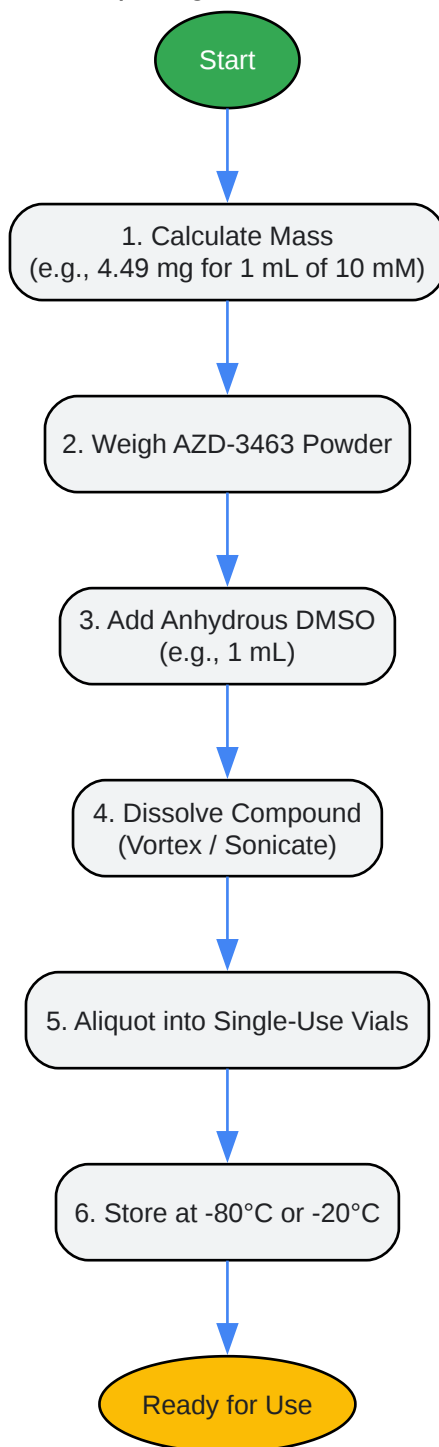 Start
1. Calculate Mass
(e.g., 4.49 mg for 1 mL of 10 mM)
2. Weigh AZD-3463 Powder
3. Add Anhydrous DMSO
(e.g., 1 mL)
4. Dissolve Compound
(Vortex / Sonicate)
5. Aliquot into Single-Use Vials
6. Store at -80°C or -20°C
Ready for Use